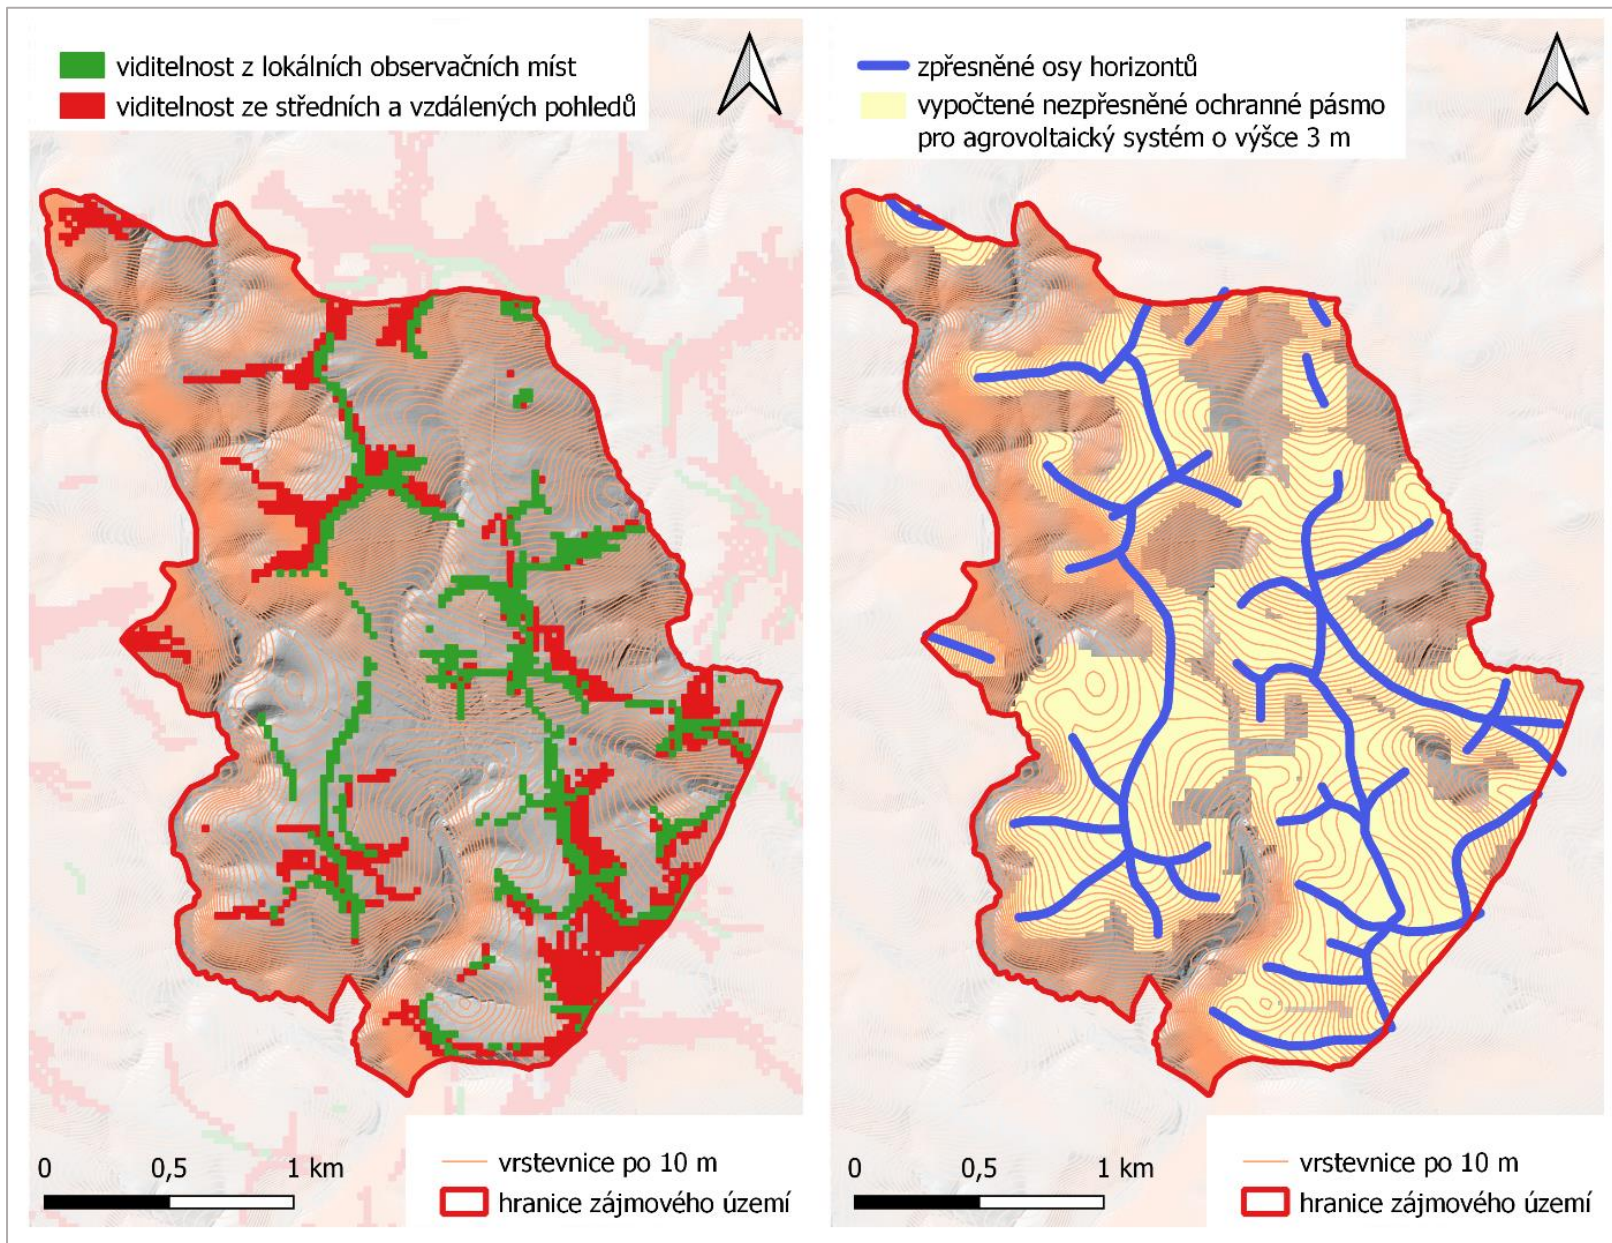 viditelnost z lokálních observačních míst
viditelnost ze středních a vzdálených pohledů
0 0,5 1 km
vrstevnice po 10 m
hranice zájmového území
zpřesněné osy horizontů
vypočtené nezpřesněné ochranné pásmo
pro agrovoltaický systém o výšce 3 m
0 0,5 1 km
vrstevnice po 10 m
hranice zájmového území